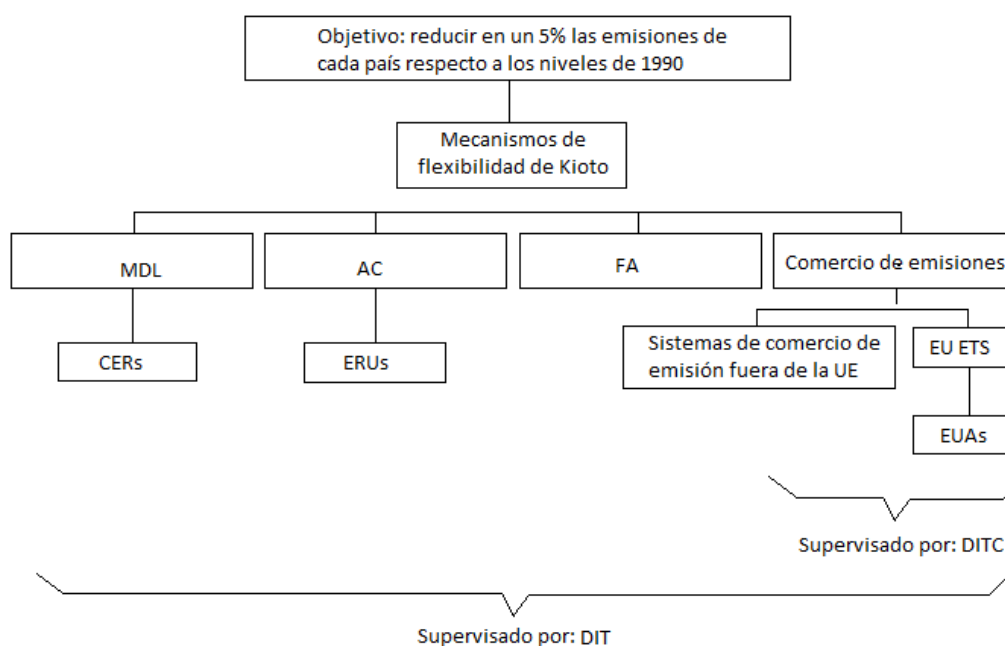 Objetivo: reducir en un 5% las emisiones de
cada país respecto a los niveles de 1990
Mecanismos de
flexibilidad de Kioto
MDL
AC
FA
Comercio de emisiones
CERs
ERUs
Sistemas de comercio de
emisión fuera de la UE
EU ETS
EUAs
Supervisado por: DITC
Supervisado por: DIT